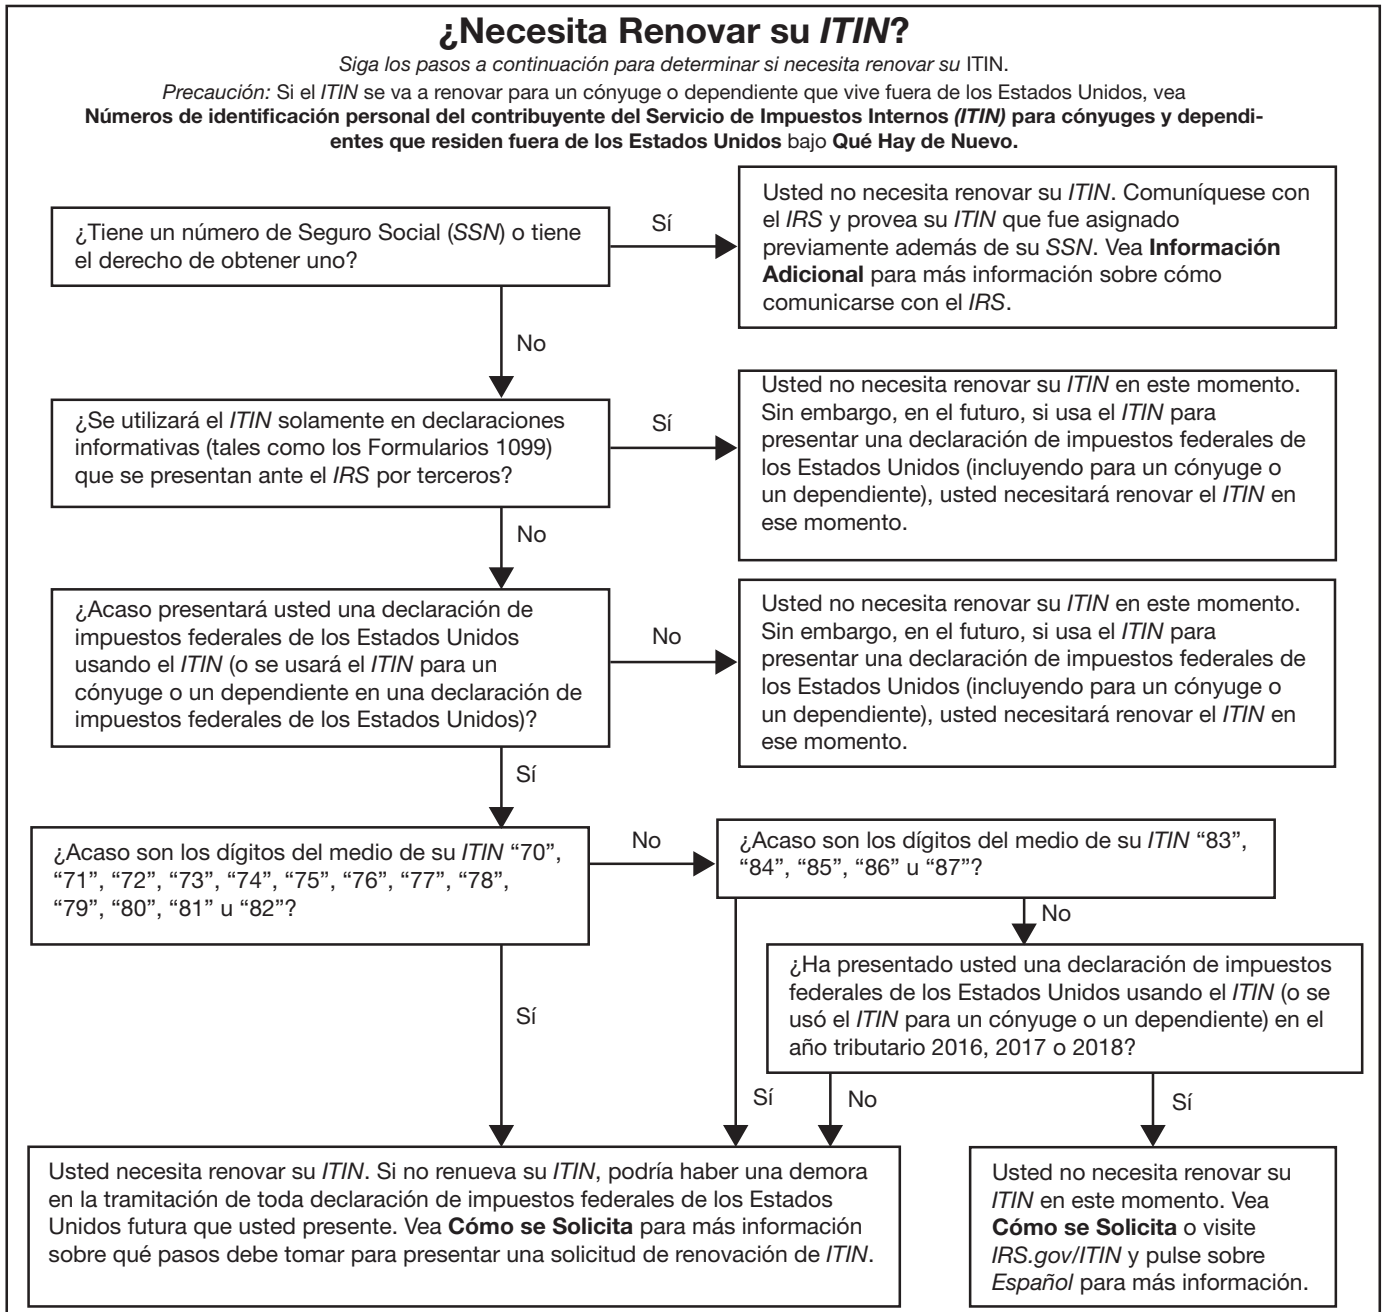 ¿Necesita Renovar su ITIN?
Siga los pasos a continuación para determinar si necesita renovar su ITIN.
Precaución: Si el ITIN se va a renovar para un cónyuge o dependiente que vive fuera de los Estados Unidos, vea
Números de identificación personal del contribuyente del Servicio de Impuestos Internos (ITIN) para cónyuges y dependi-
entes que residen fuera de los Estados Unidos bajo Qué Hay de Nuevo.
¿Tiene un número de Seguro Social (SSN) o tiene
el derecho de obtener uno?
Sí
Usted no necesita renovar su ITIN. Comuníquese con
el IRS y provea su ITIN que fue asignado
previamente además de su SSN. Vea Información
Adicional para más información sobre cómo
comunicarse con el IRS.
No
¿Se utilizará el ITIN solamente en declaraciones
informativas (tales como los Formularios 1099)
que se presentan ante el IRS por terceros?
Sí
Usted no necesita renovar su ITIN en este momento.
Sin embargo, en el futuro, si usa el ITIN para
presentar una declaración de impuestos federales de
los Estados Unidos (incluyendo para un cónyuge o
un dependiente), usted necesitará renovar el ITIN en
ese momento.
No
¿Acaso presentará usted una declaración de
impuestos federales de los Estados Unidos
usando el ITIN (o se usará el ITIN para un
cónyuge o un dependiente en una declaración de
impuestos federales de los Estados Unidos)?
No
Usted no necesita renovar su ITIN en este momento.
Sin embargo, en el futuro, si usa el ITIN para
presentar una declaración de impuestos federales de
los Estados Unidos (incluyendo para un cónyuge o
un dependiente), usted necesitará renovar el ITIN en
ese momento.
Sí
¿Acaso son los dígitos del medio de su ITIN “70”,
“71”, “72”, “73”, “74”, “75”, “76”, “77”, “78”,
“79”, “80”, “81” u “82”?
No
¿Acaso son los dígitos del medio de su ITIN “83”,
“84”, “85”, “86” u “87”?
No
¿Ha presentado usted una declaración de impuestos
federales de los Estados Unidos usando el ITIN (o se
usó el ITIN para un cónyuge o un dependiente) en el
año tributario 2016, 2017 o 2018?
Sí
Sí
No
Sí
Usted necesita renovar su ITIN. Si no renueva su ITIN, podría haber una demora
en la tramitación de toda declaración de impuestos federales de los Estados
Unidos futura que usted presente. Vea Cómo se Solicita para más información
sobre qué pasos debe tomar para presentar una solicitud de renovación de ITIN.
Usted no necesita renovar su
ITIN en este momento. Vea
Cómo se Solicita o visite
IRS.gov/ITIN y pulse sobre
Español para más información.